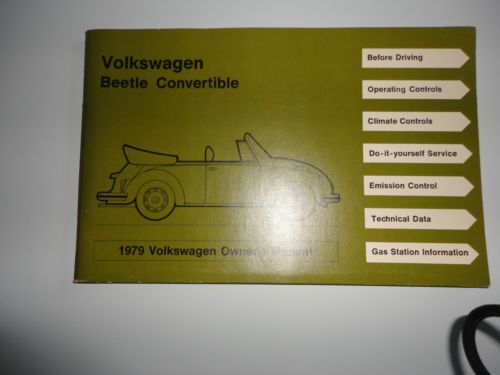 Volkswagen
Beetle Convertible
1979 Volkswagen Owner's Manual
Before Driving
Operating Controls
Climate Controls
Do-it-yourself Service
Emission Control
Technical Data
Gas Station Information